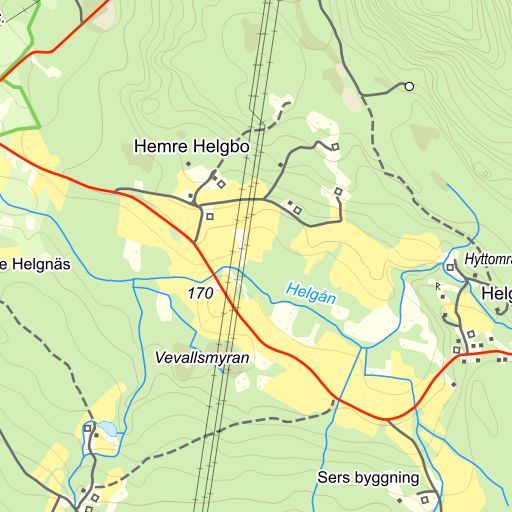 s.
Hemre Helgbo
e Helgnäs
Hyttomr
Helgån
170
Helg
Vevallsmyran
Sers byggning